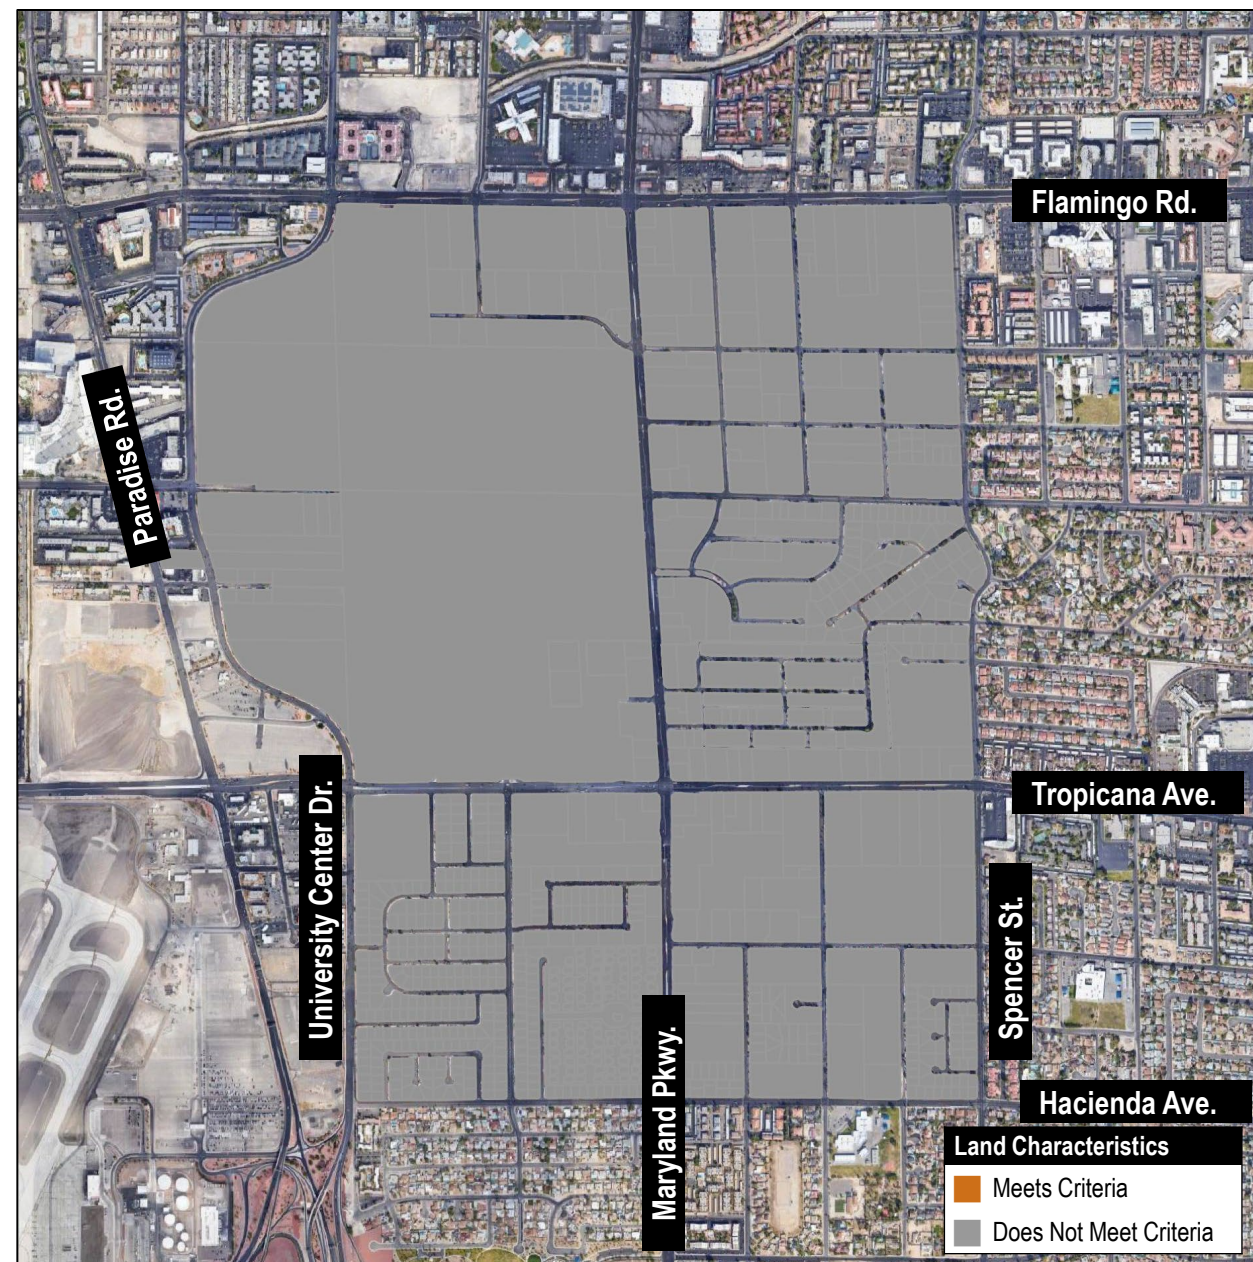 Flamingo Rd.
Paradise Rd.
Tropicana Ave.
University Center Dr.
Spencer St.
Maryland Pkwy.
Hacienda Ave.
Land Characteristics
Meets Criteria
Does Not Meet Criteria